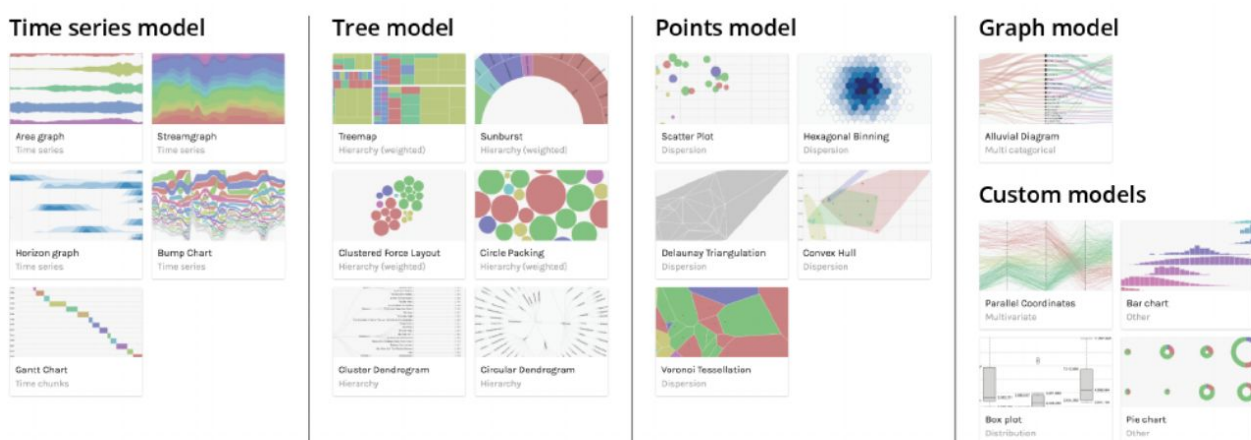 Time series model
Area graph
Time series
Streamgraph
Time series
Horizon graph
Time series
Bump Chart
Time series
Gantt Chart
Time chunks
Tree model
Treemap
Hierarchy (weighted)
Sunburst
Hierarchy (weighted)
Clustered Force Layout
Hierarchy (weighted)
Circle Packing
Hierarchy (weighted)
Cluster Dendrogram
Hierarchy
Circular Dendrogram
Hierarchy
Points model
Scatter Plot
Dispersion
Hexagonal Binning
Dispersion
Delaunay Triangulation
Dispersion
Convex Hull
Dispersion
Voronoi Tessellation
Dispersion
Graph model
Alluvial Diagram
Multi categorical
Custom models
Parallel Coordinates
Multivariate
Bar chart
Other
Box plot
Distribution
Pie chart
Other